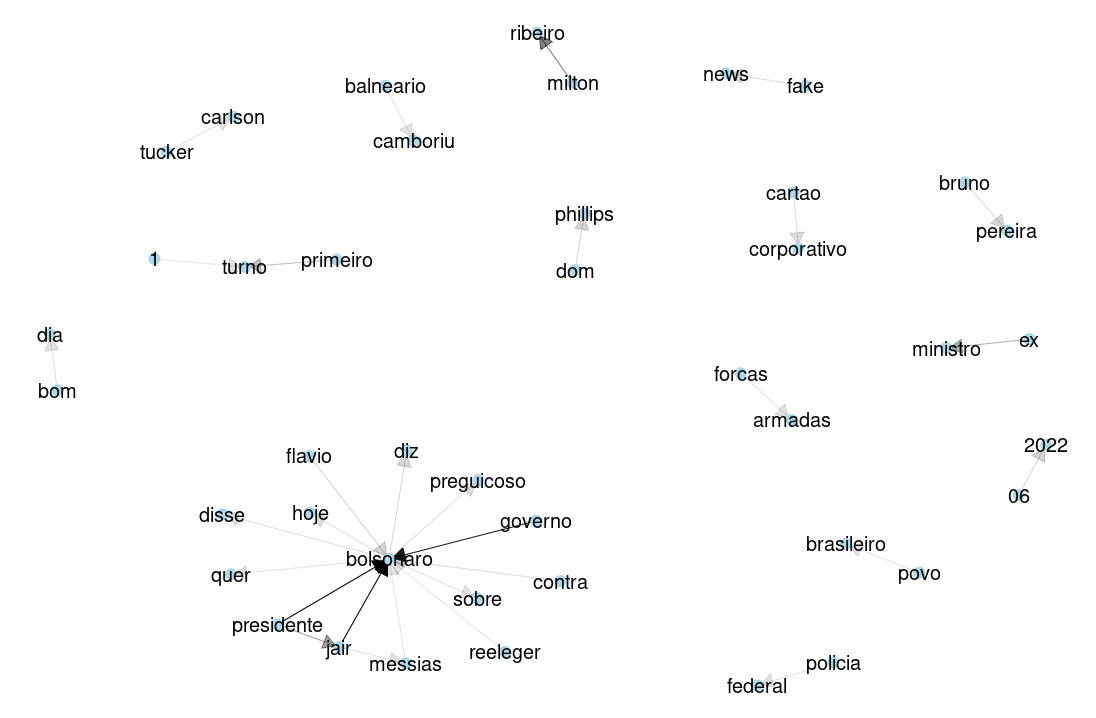 ribeiro
news
milton
balneario
fake
carlson
camboriu
tucker
bruno
cartao
phillips
pereira
corporativo
1
turno
primeiro
dom
dia
ministro
ex
forcas
bom
armadas
2022
flavio
diz
preguicoso
06
disse
hoje
governo
brasileiro
bolsonaro
povo
quer
contra
sobre
presidente
jair
reeleger
messias
policia
federal